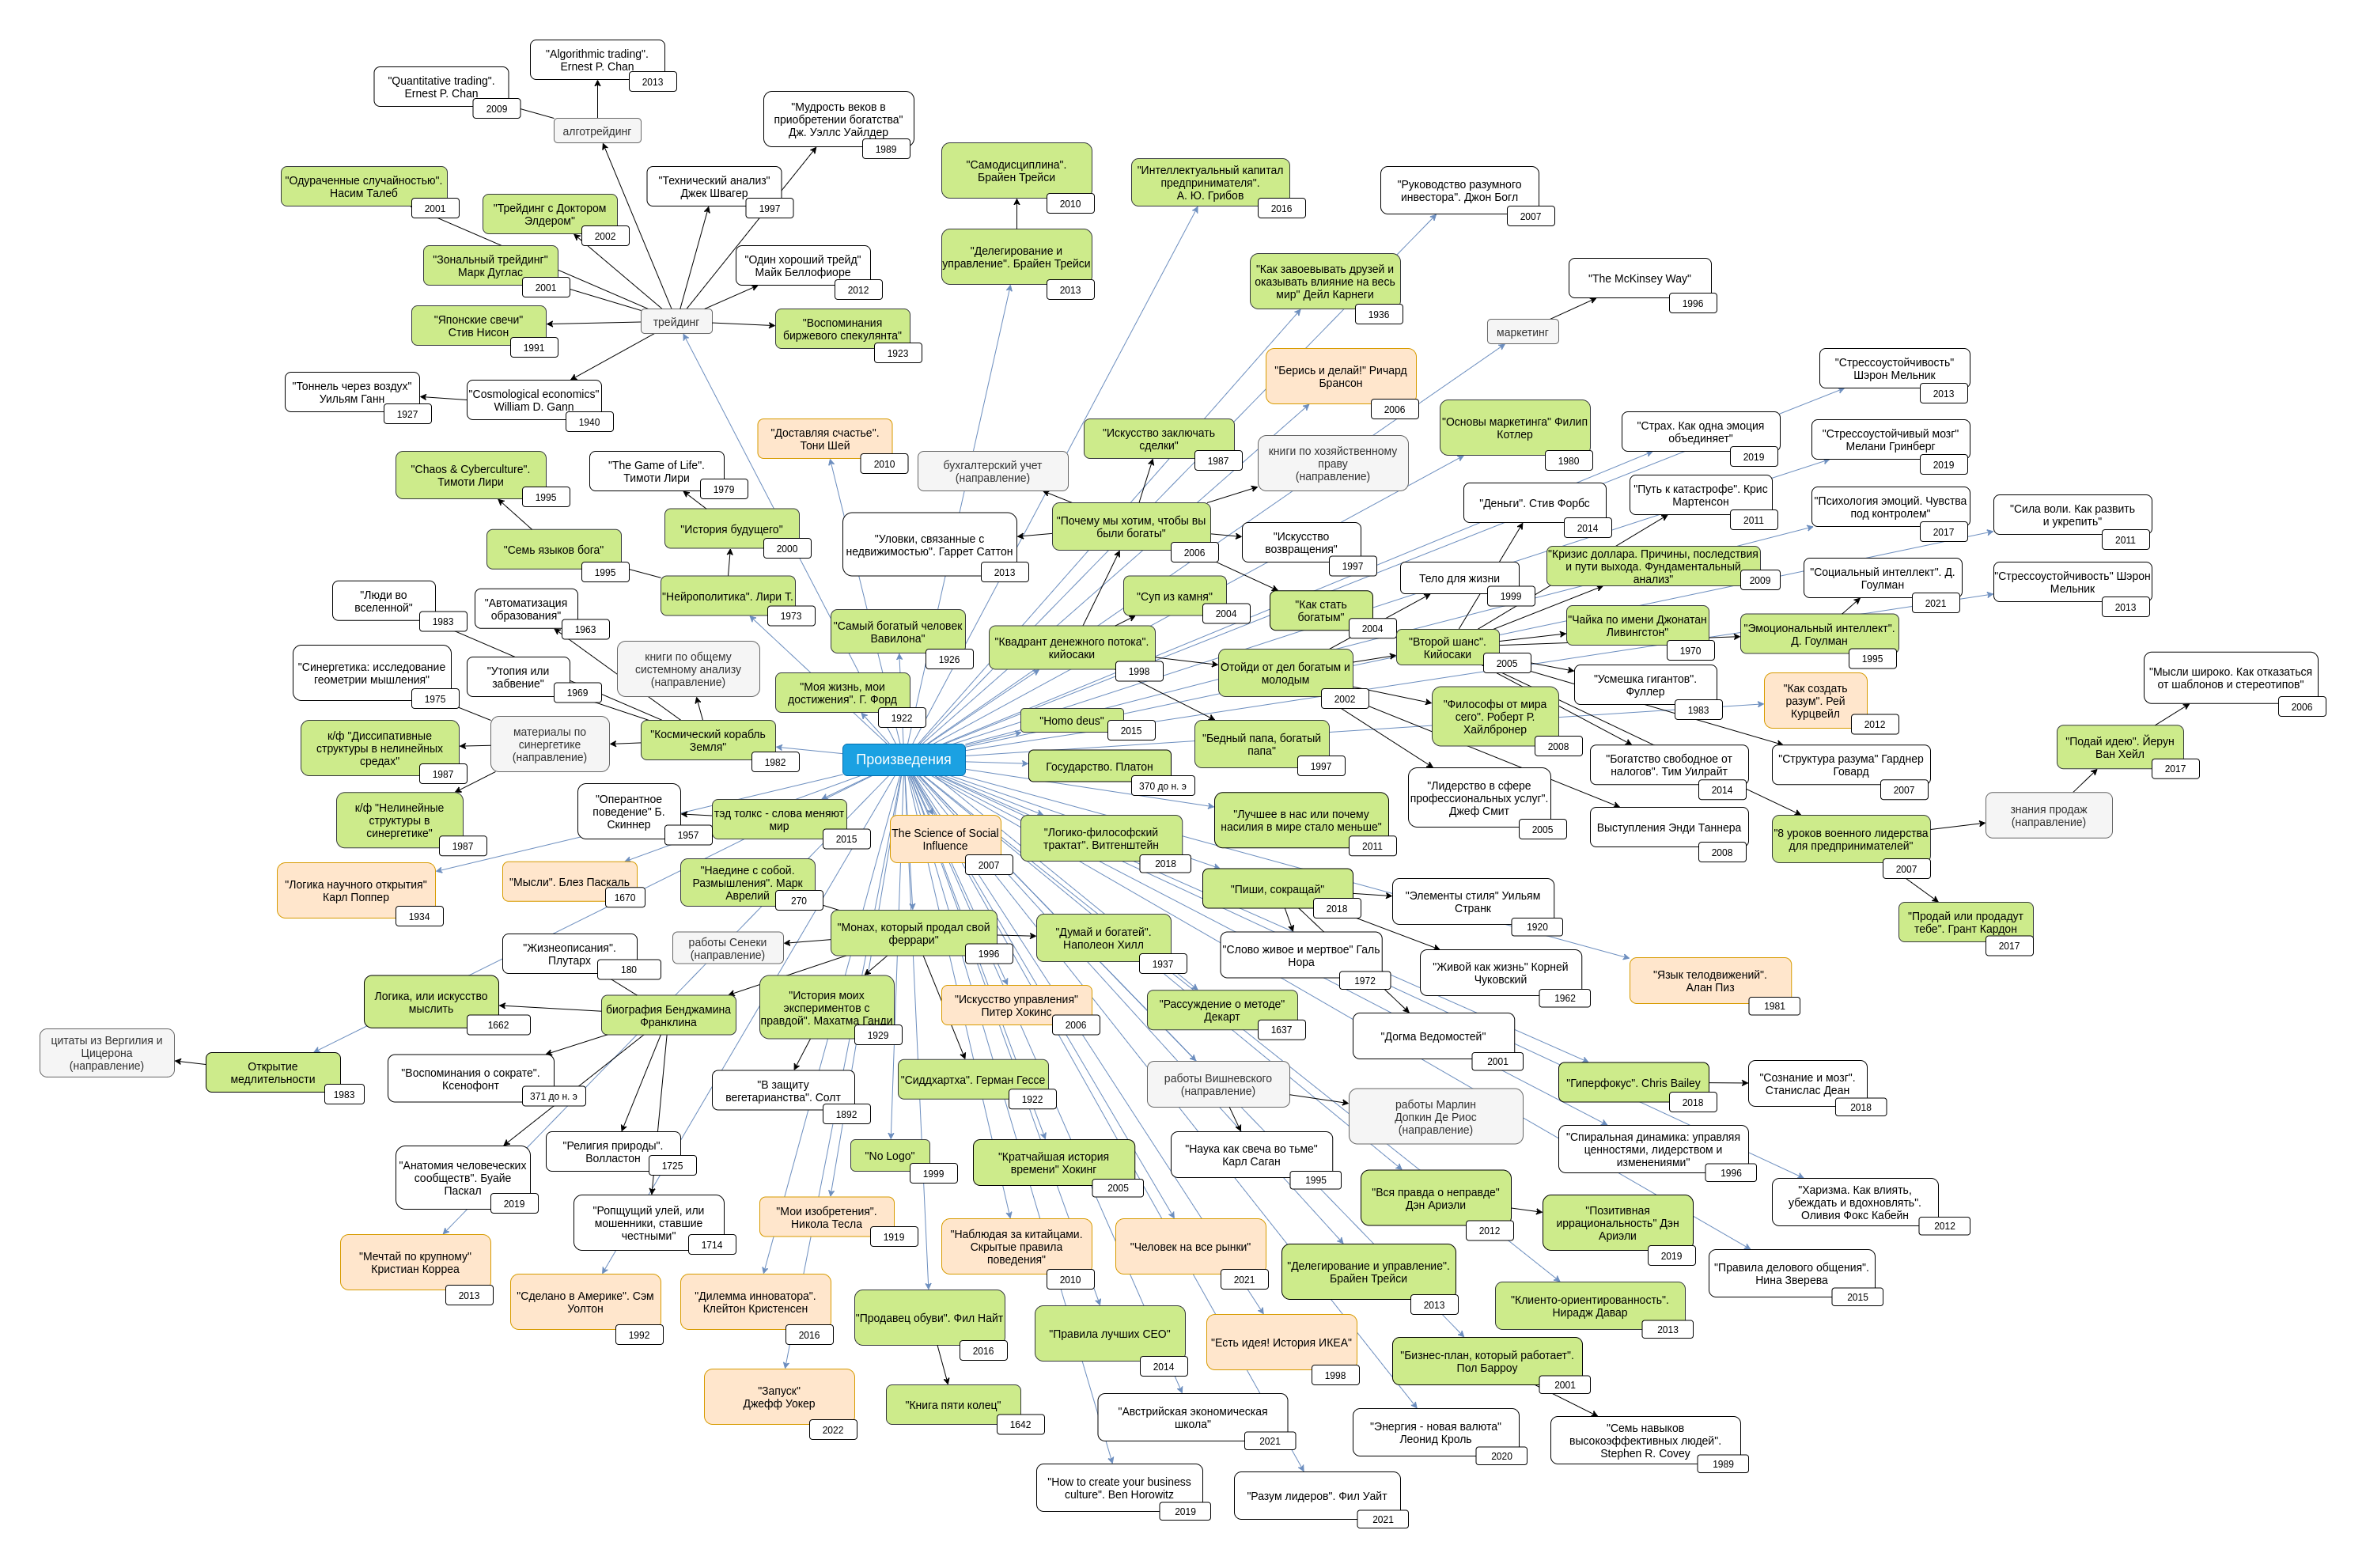 "Algorithmic trading".
Ernest P. Chan
2013
"Quantitative trading".
Ernest P. Chan
2009
алготрейдинг
"Мудрость веков в
приобретении богатства"
Дж. Уэллс Уайлдер
1989
"Одураченные случайностью".
Насим Талеб
2001
"Трейдинг с Доктором
Элдером"
2002
"Технический анализ"
Джек Швагер
1997
"Зональный трейдинг"
Марк Дуглас
2001
"Один хороший трейд"
Майк Беллофиоре
2012
"Японские свечи"
Стив Нисон
1991
трейдинг
"Воспоминания
биржевого спекулянта"
1923
"Тоннель через воздух"
Уильям Ганн
1927
"Cosmological economics"
William D. Gann
1940
"Самодисциплина".
Брайен Трейси
2010
"Делегирование и
управление". Брайен Трейси
2013
"Интеллектуальный капитал
предпринимателя".
А. Ю. Грибов
2016
"Руководство разумного
инвестора". Джон Богл
2007
"Как завоевывать друзей и
оказывать влияние на весь
мир" Дейл Карнеги
1936
"The McKinsey Way"
1996
маркетинг
"Берись и делай!" Ричард
Брансон
2006
"Стрессоустойчивость"
Шэрон Мельник
2013
"Доставляя счастье".
Тони Шей
2010
"Искусство заключать
сделки"
1987
бухгалтерский учет
(направление)
книги по хозяйственному
праву
(направление)
"Основы маркетинга" Филип
Котлер
1980
"Страх. Как одна эмоция
объединяет"
2019
"Стрессоустойчивый мозг"
Мелани Гринберг
2019
"Chaos & Cyberculture".
Тимоти Лири
1995
"The Game of Life".
Тимоти Лири
1979
"История будущего"
2000
"Семь языков бога"
1995
"Нейрополитика". Лири Т.
1973
"Уловки, связанные с
недвижимостью". Гаррет Саттон
2013
"Почему мы хотим, чтобы вы
были богаты"
2006
"Искусство
возвращения"
1997
"Деньги". Стив Форбс
2014
"Путь к катастрофе". Крис
Мартенсон
2011
"Психология эмоций. Чувства
под контролем"
2017
"Сила воли. Как развить
и укрепить"
2011
"Кризис доллара. Причины, последствия
и пути выхода. Фундаментальный
анализ"
2009
Тело для жизни
1999
"Социальный интеллект". Д.
Гоулман
2021
"Стрессоустойчивость" Шэрон
Мельник
2013
"Люди во
вселенной"
1983
"Автоматизация
образования"
1963
"Самый богатый человек
Вавилона"
1926
"Суп из камня"
2004
"Как стать
богатым"
2004
"Чайка по имени Джонатан
Ливингстон"
1970
"Эмоциональный интеллект".
Д. Гоулман
1995
"Квадрант денежного потока".
кийосаки
1998
"Второй шанс".
Кийосаки
2005
"Синергетика: исследование
геометрии мышления"
1975
"Утопия или
забвение"
1969
книги по общему
системному анализу
(направление)
"Моя жизнь, мои
достижения". Г. Форд
1922
Отойди от дел богатым и
молодым
2002
"Усмешка гигантов".
Фуллер
1983
"Как создать
разум". Рей
Курцвейл
2012
"Мысли широко. Как отказаться
от шаблонов и стереотипов"
2006
"Философы от мира
сего". Роберт Р.
Хайлбронер
2008
"Homo deus"
2015
"Бедный папа, богатый
папа"
1997
"Подай идею". Йерун
Ван Хейл
2017
к/ф "Диссипативные
структуры в нелинейных
средах"
1987
материалы по
синергетике
(направление)
"Космический корабль
Земля"
1982
Произведения
Государство. Платон
370 до н. э
"Богатство свободное от
налогов". Тим Уилрайт
2014
"Структура разума" Гарднер
Говард
2007
"Лидерство в сфере
профессиональных услуг".
Джеф Смит
2005
к/ф "Нелинейные
структуры в
синергетике"
1987
"Оперантное
поведение" Б.
Скиннер
1957
тэд толкс - слова меняют
мир
2015
The Science of Social
Influence
2007
"Логико-философский
трактат". Витгенштейн
2018
"Лучшее в нас или почему
насилия в мире стало меньше"
2011
Выступления Энди Таннера
2008
"8 уроков военного лидерства
для предпринимателей"
2007
знания продаж
(направление)
"Продай или продадут
тебе". Грант Кардон
2017
"Логика научного открытия"
Карл Поппер
1934
"Мысли". Блез Паскаль
1670
"Наедине с собой.
Размышления". Марк
Аврелий
270
"Пиши, сокращай"
2018
"Элементы стиля" Уильям
Странк
1920
работы Сенеки
(направление)
"Монах, который продал свой
феррари"
1996
"Думай и богатей".
Наполеон Хилл
1937
"Слово живое и мертвое" Галь
Нора
1972
"Живой как жизнь" Корней
Чуковский
1962
"Язык телодвижений".
Алан Пиз
1981
"Жизнеописания".
Плутарх
180
Логика, или искусство
мыслить
1662
биография Бенджамина
Франклина
"История моих
экспериментов с
правдой". Махатма Ганди
1929
"Искусство управления"
Питер Хокинс
2006
"Рассуждение о методе"
Декарт
1637
"Догма Ведомостей"
2001
цитаты из Вергилия и
Цицерона
(направление)
Открытие
медлительности
1983
"Воспоминания о сократе".
Ксенофонт
371 до н. э
"В защиту
вегетарианства". Солт
1892
"Сиддхартха". Герман Гессе
1922
работы Вишневского
(направление)
работы Марлин
Допкин Де Риос
(направление)
"Гиперфокус". Chris Bailey
2018
"Сознание и мозг".
Станислас Деан
2018
"Анатомия человеческих
сообществ". Буайе
Паскал
2019
"Религия природы".
Волластон
1725
"No Logo"
1999
"Кратчайшая история
времени" Хокинг
2005
"Наука как свеча во тьме"
Карл Саган
1995
"Спиральная динамика: управляя
ценностями, лидерством и
изменениями"
1996
"Вся правда о неправде"
Дэн Ариэли
2012
"Позитивная
иррациональность" Дэн
Ариэли
2019
"Харизма. Как влиять,
убеждать и вдохновлять".
Оливия Фокс Кабейн
2012
"Ропщущий улей, или
мошенники, ставшие
честными"
1714
"Мои изобретения".
Никола Тесла
1919
"Мечтай по крупному"
Кристиан Корреа
2013
"Наблюдая за китайцами.
Скрытые правила
поведения"
2010
"Человек на все рынки"
2021
"Делегирование и управление".
Брайен Трейси
2013
"Правила делового общения".
Нина Зверева
2015
"Сделано в Америке". Сэм
Уолтон
1992
"Дилемма инноватора".
Клейтон Кристенсен
2016
"Продавец обуви". Фил Найт
2016
"Правила лучших CEO"
2014
"Есть идея! История ИКЕА"
1998
"Клиенто-ориентированность".
Нирадж Давар
2013
"Бизнес-план, который работает".
Пол Барроу
2001
"Запуск"
Джефф Уокер
2022
"Книга пяти колец"
1642
"Австрийская экономическая
школа"
2021
"Энергия - новая валюта"
Леонид Кроль
2020
"Семь навыков
высокоэффективных людей".
Stephen R. Covey
1989
"How to create your business
culture". Ben Horowitz
2019
"Разум лидеров". Фил Уайт
2021